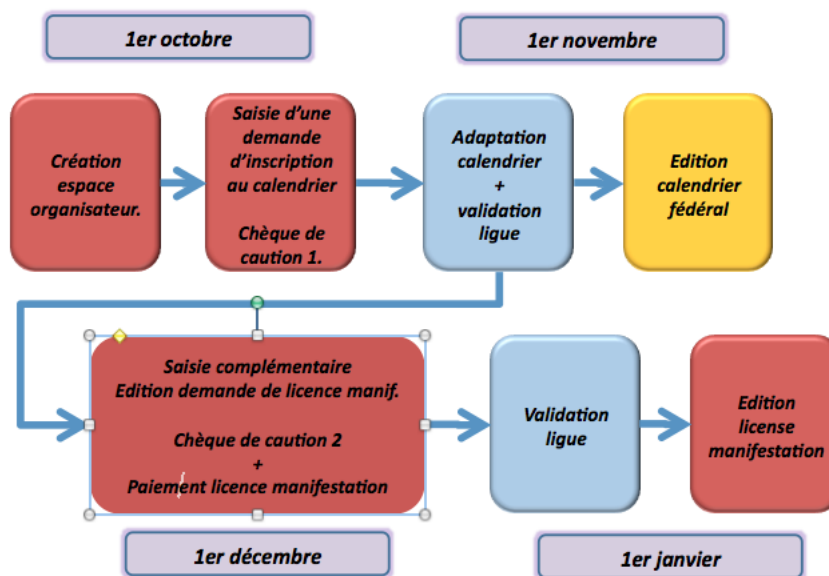 1er octobre
1er novembre
Création
espace
organisateur.
Saisie d'une
demande
d'inscription
au calendrier
Chèque de
caution 1.
Adaptation
calendrier
+
validation
ligue
Edition
calendrier
fédéral
Saisie complémentaire
Edition demande de licence manif.
Chèque de caution 2
+
Paiement licence manifestation
Validation
ligue
Edition
license
manifestation
1er décembre
1er janvier